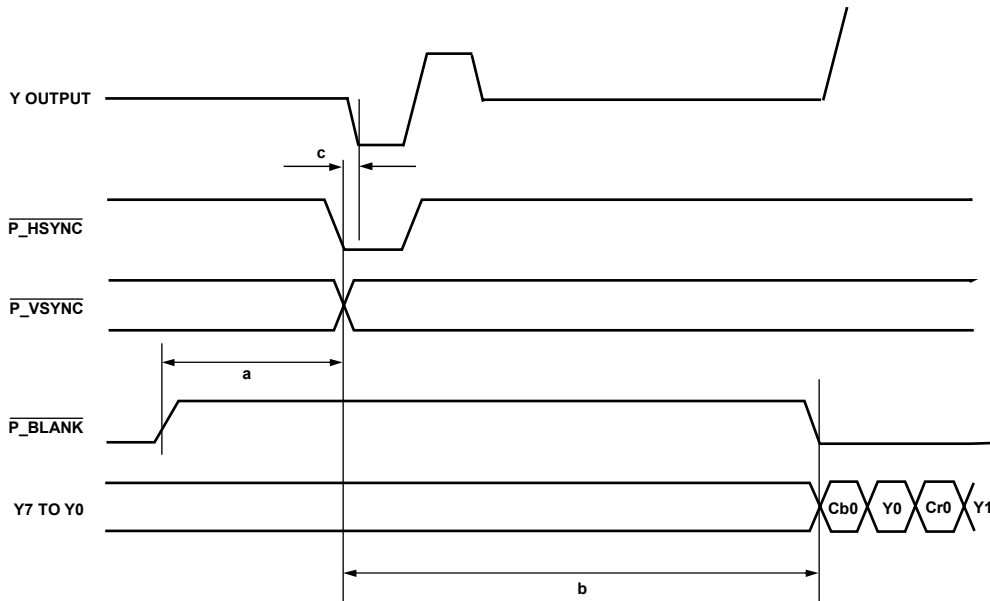 Y OUTPUT
c
P_HSYNC
P_VSYNC
a
P_BLANK
Y7 TO Y0
Cb0 Y0 Cr0 Y1
b